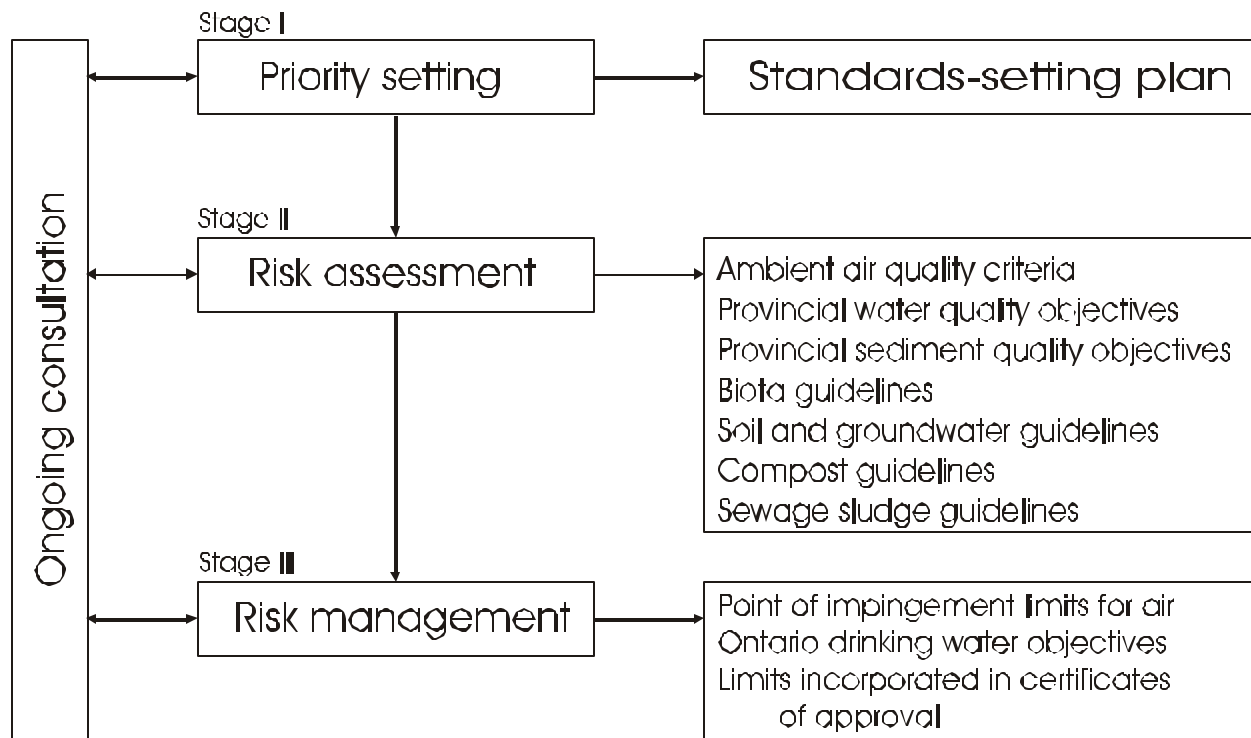 Ongoing consultation
Stage I
Priority setting
Standards-setting plan
Stage II
Risk assessment
Ambient air quality criteria
Provincial water quality objectives
Provincial sediment quality objectives
Biota guidelines
Soil and groundwater guidelines
Compost guidelines
Sewage sludge guidelines
Stage III
Risk management
Point of impingement limits for air
Ontario drinking water objectives
Limits incorporated in certificates
of approval